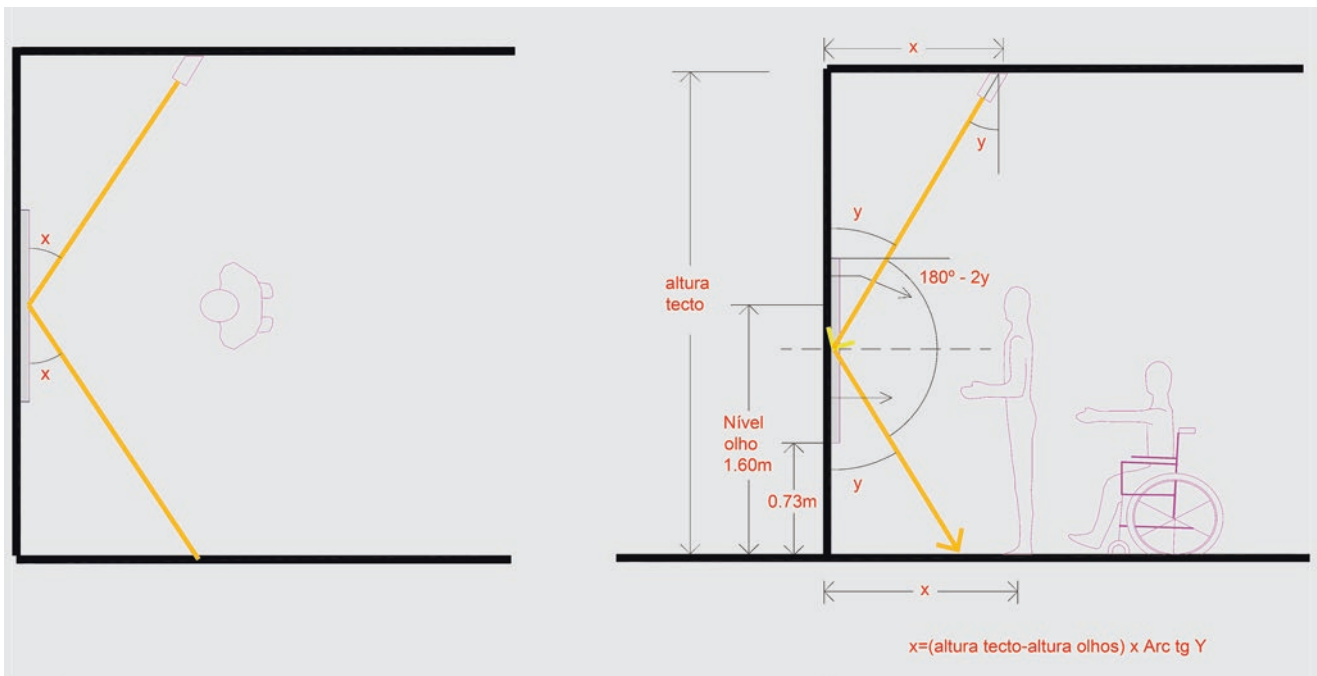 x
x
x
y
y
180º - 2y
altura
tecto
Nível
olho
1.60m
0.73m
y
x
x=(altura tecto-altura olhos) x Arc tg Y